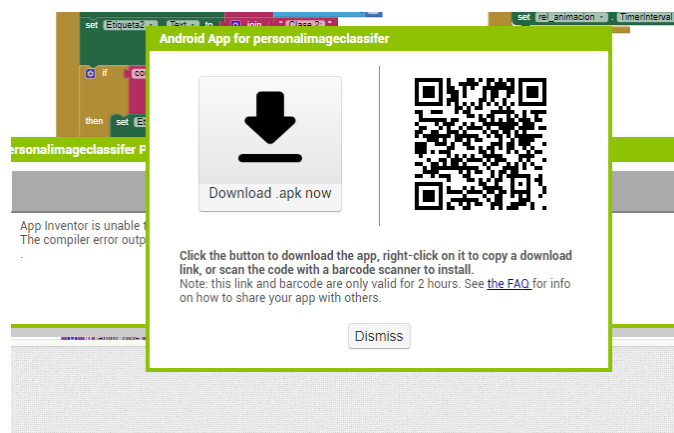 set Etiqueta2 . Text to join " Clase 2: "
set rel_animacion . TimerInterval
Android App for personalimageclassifer
if
then set
ersonalimageclassifer P
Download .apk now
App Inventor is unable
The compiler error outp
.
Click the button to download the app, right-click on it to copy a download
link, or scan the code with a barcode scanner to install.
Note: this link and barcode are only valid for 2 hours. See the FAQ for info
on how to share your app with others.
Dismiss